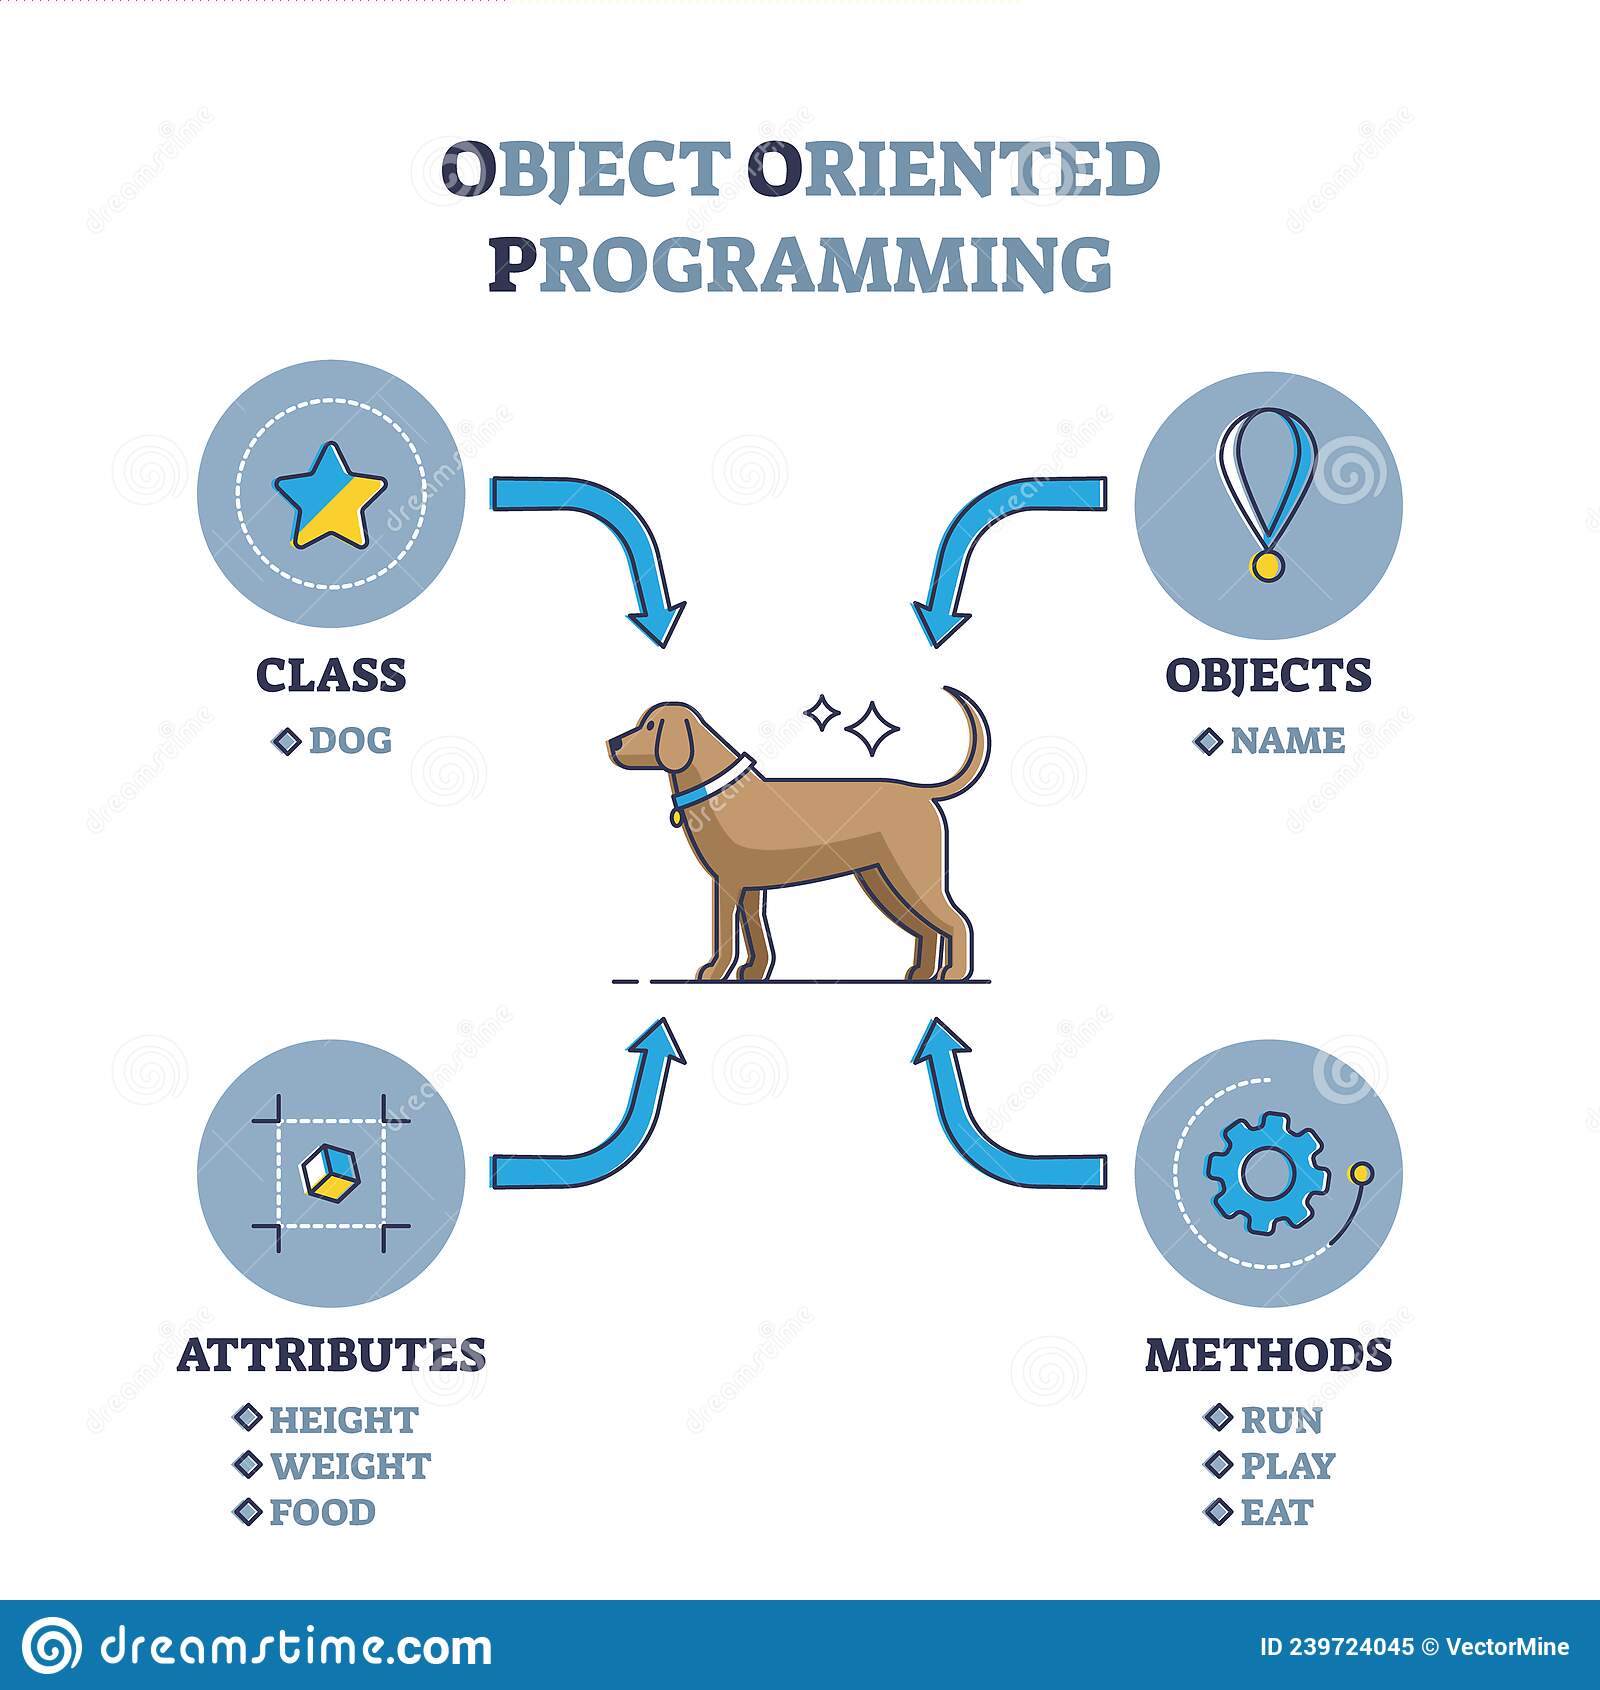 OBJECT ORIENTED
PROGRAMMING
CLASS
DOG
OBJECTS
NAME
ATTRIBUTES
HEIGHT
WEIGHT
FOOD
METHODS
RUN
PLAY
EAT
dreamstime.com
ID 239724045 © VectorMine